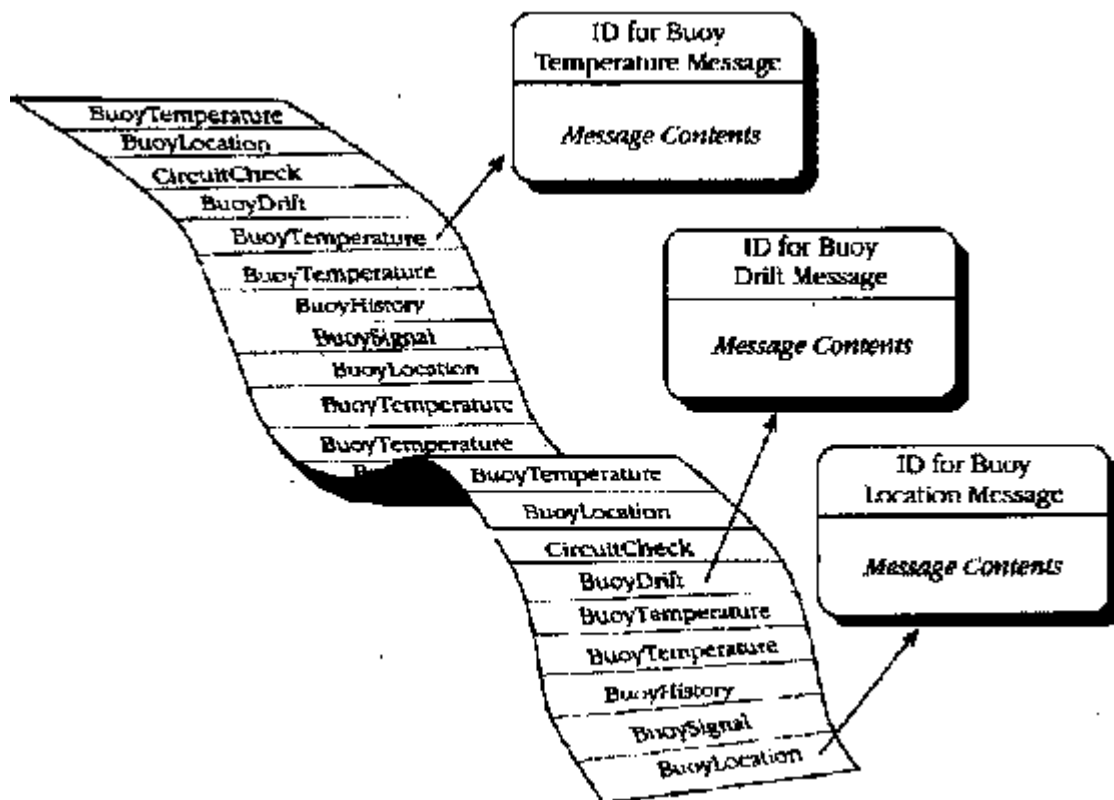 ID for Buoy
Temperature Message
Message Contents
BuoyTemperature
BuoyLocation
CircuitCheck
BuoyDrift
BuoyTemperature
BuoyTemperature
BuoyHistory
BuoySignal
BuoyLocation
BuoyTemperature
BuoyTemperature
ID for Buoy
Drift Message
Message Contents
BuoyTemperature
BuoyLocation
CircuitCheck
BuoyDrift
BuoyTemperature
BuoyTemperature
BuoyHistory
BuoySignal
BuoyLocation
ID for Buoy
Location Message
Message Contents